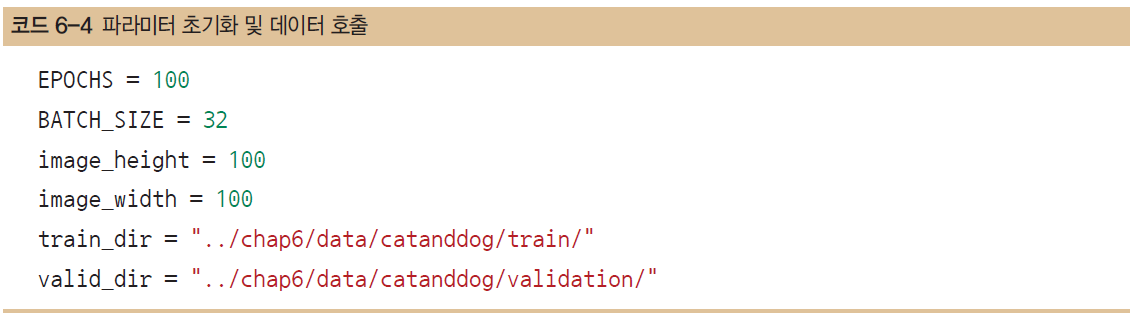 코드 6-4 파라미터 초기화 및 데이터 호출
EPOCHS = 100
BATCH_SIZE = 32
image_height = 100
image_width = 100
train_dir = "../chap6/data/catanddog/train/"
valid_dir = "../chap6/data/catanddog/validation/"